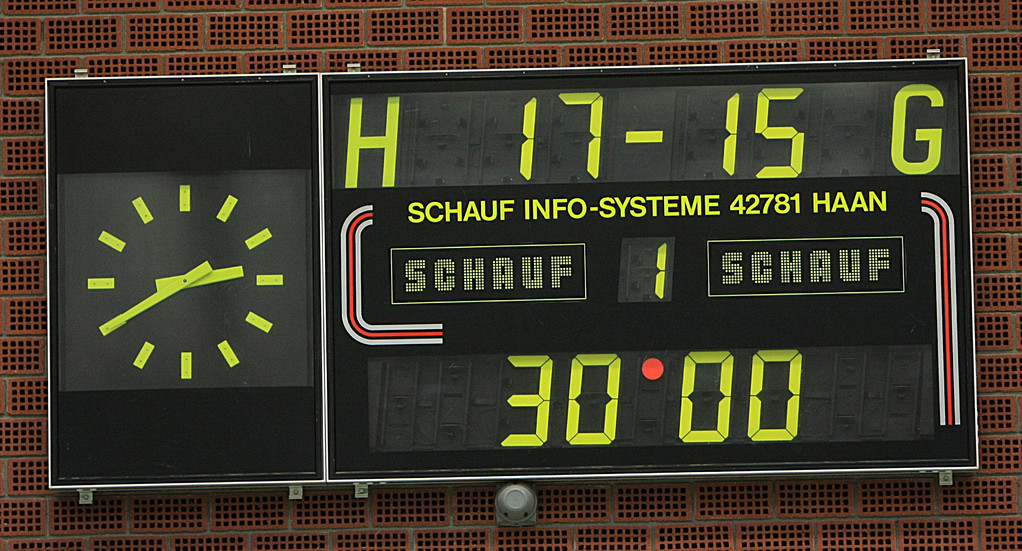 H 17-15 G
SCHAUF INFO-SYSTEME 42781 HAAN
SCHAUF 1 SCHAUF
30:00